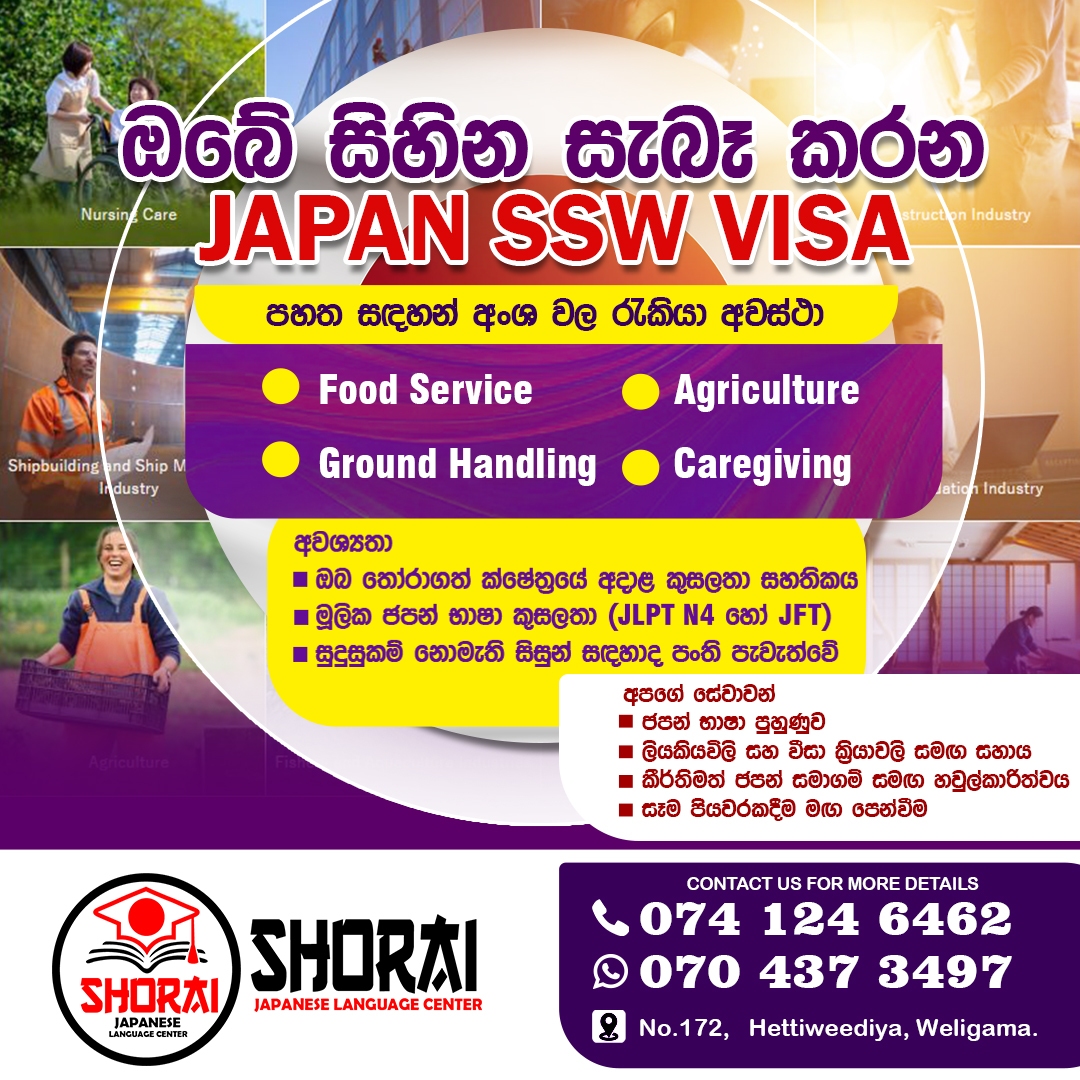 Nursing Care
ඔබේ සිහින සැබෑ කරන
JAPAN SSW VISA
Industry
පහත සඳහන් අංශ වල රැකියා අවස්ථා
Food Service
Agriculture
Ground Handling
Caregiving
Shipbuilding and Ship
Industry
Industry
අවශ්‍යතා
ඔබ තෝරාගත් ක්ෂේත්‍රයේ අදාළ කුසලතා සහතිකය
මූලික ජපන් භාෂා කුසලතා (JLPT N4 හෝ JFT)
සුදුසුකම් නොමැති සිසුන් සඳහාද පංති පැවැත්වේ
අපගේ සේවාවන්
ජපන් භාෂා පුහුණුව
ලියකියවිලි සහ වීසා ක්‍රියාවලි සමඟ සහාය
කීර්තිමත් ජපන් සමාගම් සමඟ හවුල්කාරිත්වය
සෑම පියවරකදීම මඟ පෙන්වීම
Agriculture
SHORAI
JAPANESE
LANGUAGE CENTER
SHORAI
JAPANESE LANGUAGE CENTER
CONTACT US FOR MORE DETAILS
074 124 6462
070 437 3497
No.172, Hettiweediya, Weligama.